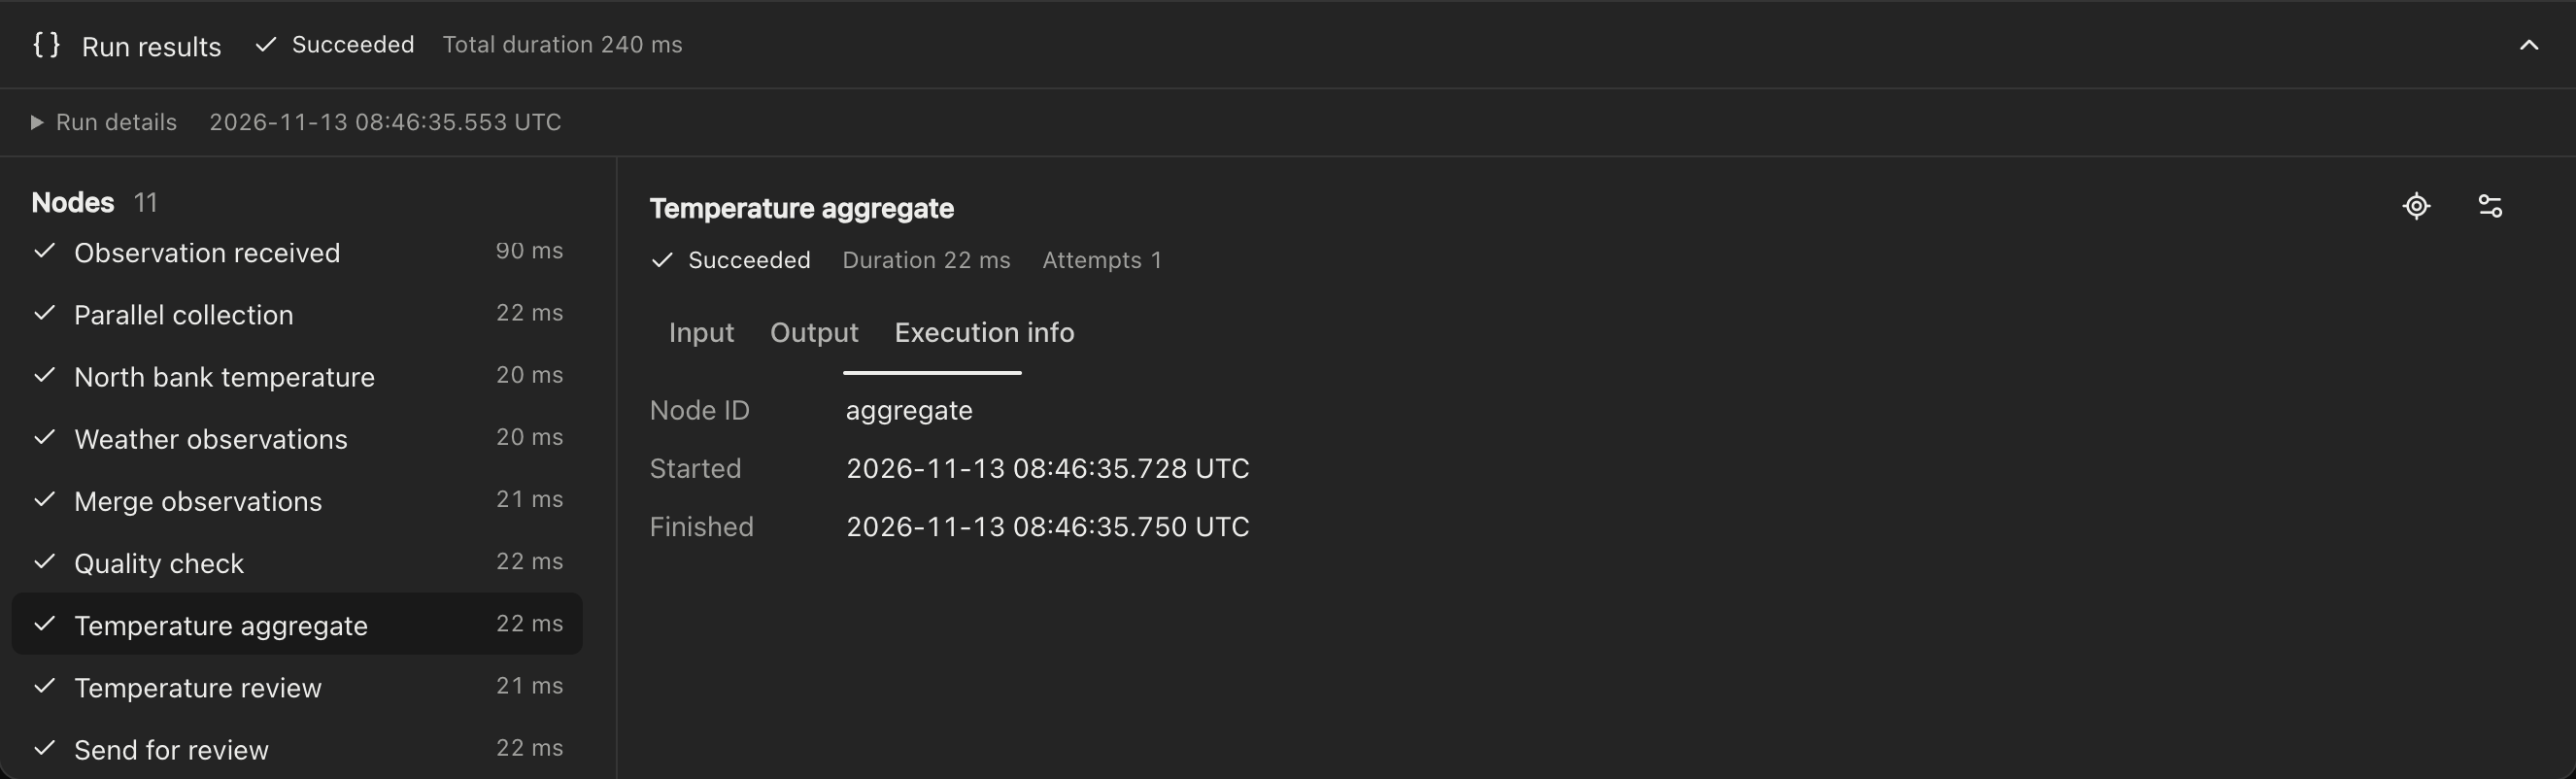 { } Run results Succeeded Total duration 240 ms
Run details 2026-11-13 08:46:35.553 UTC
Nodes 11
Observation received 90 ms
Parallel collection 22 ms
North bank temperature 20 ms
Weather observations 20 ms
Merge observations 21 ms
Quality check 22 ms
Temperature aggregate 22 ms
Temperature review 21 ms
Send for review 22 ms
Temperature aggregate
Succeeded Duration 22 ms Attempts 1
Input Output Execution info
Node ID aggregate
Started 2026-11-13 08:46:35.728 UTC
Finished 2026-11-13 08:46:35.750 UTC